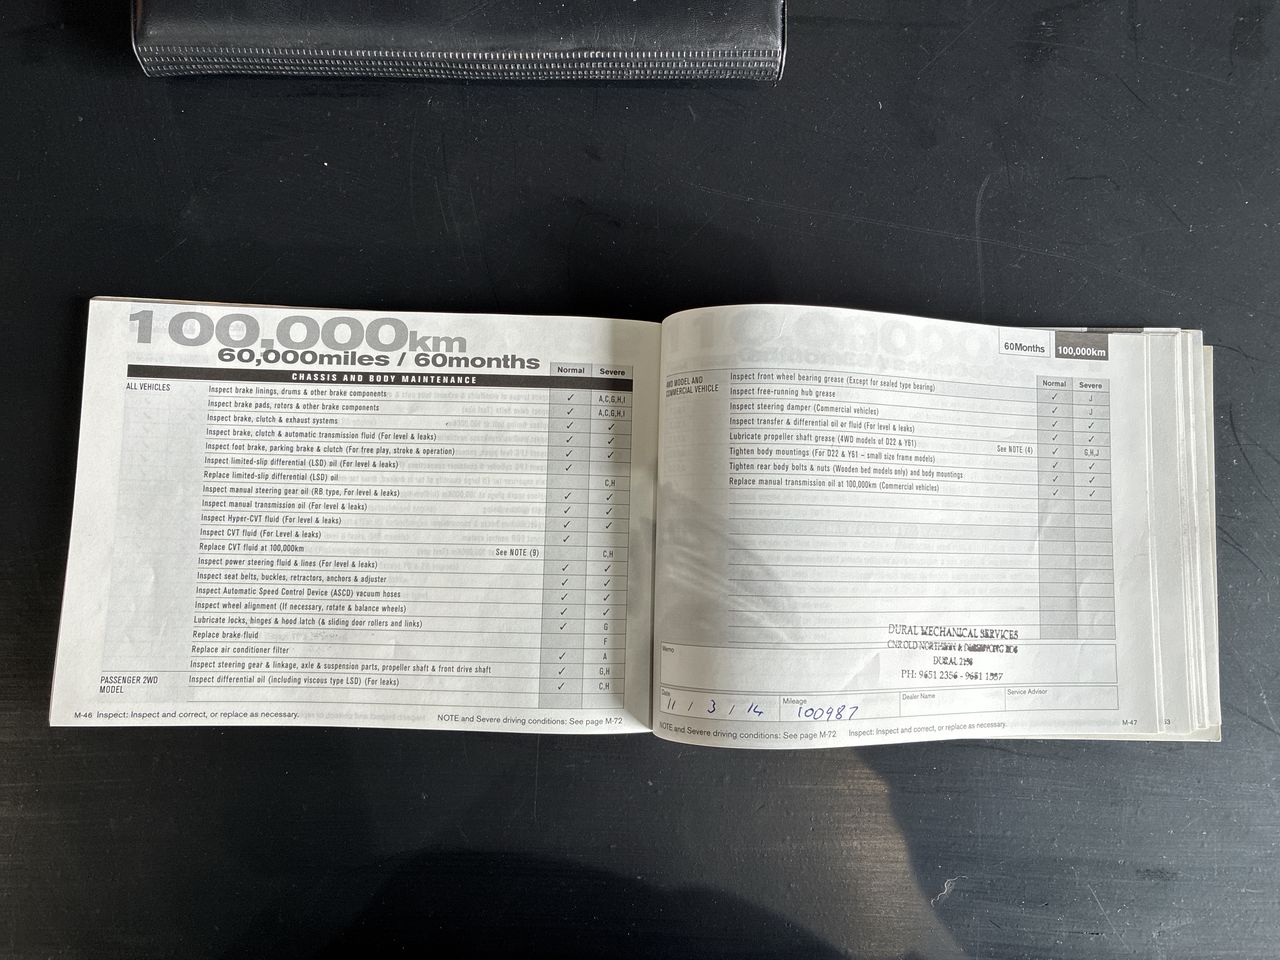 100,000km
60,000miles / 60months
CHASSIS AND BODY MAINTENANCE
Normal Severe
ALL VEHICLES
Inspect brake linings, drums & other brake components ✓ A,C,G,H,I
Inspect brake pads, rotors & other brake components ✓ A,C,G,H,I
Inspect brake, clutch & exhaust systems ✓ ✓
Inspect brake, clutch & automatic transmission fluid (For level & leaks) ✓ ✓
Inspect foot brake, parking brake & clutch (For free play, stroke & operation) ✓ ✓
Inspect limited-slip differential (LSD) oil (For level & leaks) ✓
Replace limited-slip differential (LSD) oil C,H
Inspect manual steering gear oil (RB type, For level & leaks) ✓ ✓
Inspect manual transmission oil (For level & leaks) ✓ ✓
Inspect Hyper-CVT fluid (For level & leaks) ✓ ✓
Inspect CVT fluid (For Level & leaks) ✓
Replace CVT fluid at 100,000km See NOTE (9) C,H
Inspect power steering fluid & lines (For level & leaks) ✓ ✓
Inspect seat belts, buckles, retractors, anchors & adjuster ✓ ✓
Inspect Automatic Speed Control Device (ASCD) vacuum hoses ✓ ✓
Inspect wheel alignment (If necessary, rotate & balance wheels) ✓ ✓
Lubricate locks, hinges & hood latch (& sliding door rollers and links) ✓ G
Replace brake fluid F
Replace air conditioner filter ✓ A
Inspect steering gear & linkage, axle & suspension parts, propeller shaft & front drive shaft ✓ G,H
PASSENGER 2WD
MODEL
Inspect differential oil (including viscous type LSD) (For leaks) ✓ C,H
M-46 Inspect: Inspect and correct, or replace as necessary.
NOTE and Severe driving conditions: See page M-72
60Months 100,000km
Normal Severe
4WD MODEL AND
COMMERCIAL VEHICLE
Inspect front wheel bearing grease (Except for sealed type bearing) ✓ J
Inspect free-running hub grease ✓ J
Inspect steering damper (Commercial vehicles) ✓ ✓
Inspect transfer & differential oil or fluid (For level & leaks) ✓ ✓
Lubricate propeller shaft grease (4WD models of D22 & Y61) See NOTE (4) ✓ G,H,J
Tighten body mountings (For D22 & Y61 - small size frame models) ✓ ✓
Tighten rear body bolts & nuts (Wooden bed models only) and body mountings ✓ ✓
Replace manual transmission oil at 100,000km (Commercial vehicles) ✓ ✓
DURAL MECHANICAL SERVICES
CNR OLD NORTHERN &
DURAL 2158
PH: 9651 2356 - 9651 1587
Memo
Date 11 / 3 / 14
Mileage 100987
Dealer Name
Service Advisor
NOTE and Severe driving conditions: See page M-72 Inspect: Inspect and correct, or replace as necessary. M-47
53